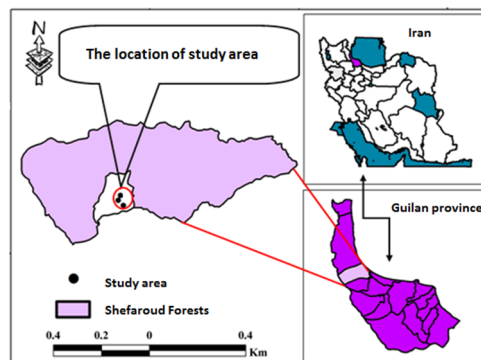 N
The location of study area
Iran
Guilan province
Study area
Shefaroud Forests
0.4 0.2 0 0.4
Km